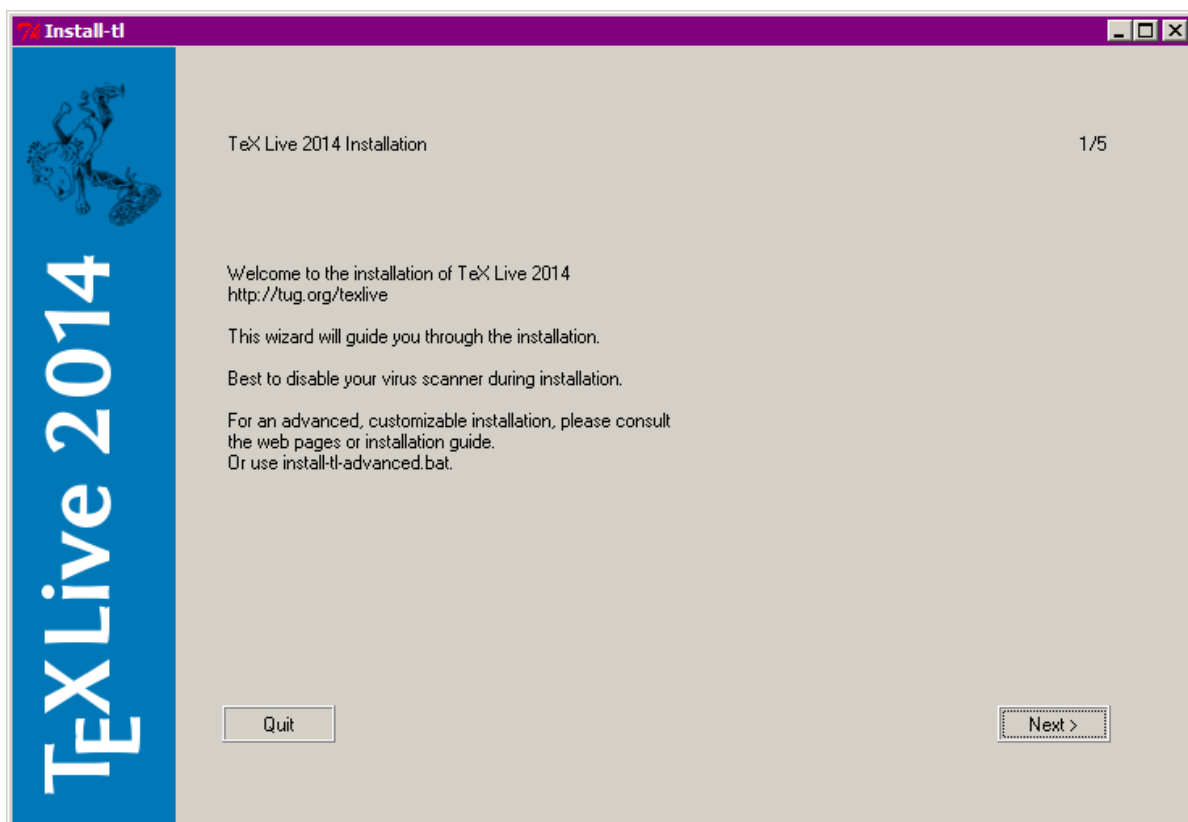 Install-tl
TeX Live 2014 Installation
1/5
Welcome to the installation of TeX Live 2014
http://tug.org/texlive
This wizard will guide you through the installation.
Best to disable your virus scanner during installation.
For an advanced, customizable installation, please consult
the web pages or installation guide.
Or use install-tl-advanced.bat.
TEX Live 2014
Quit
Next >